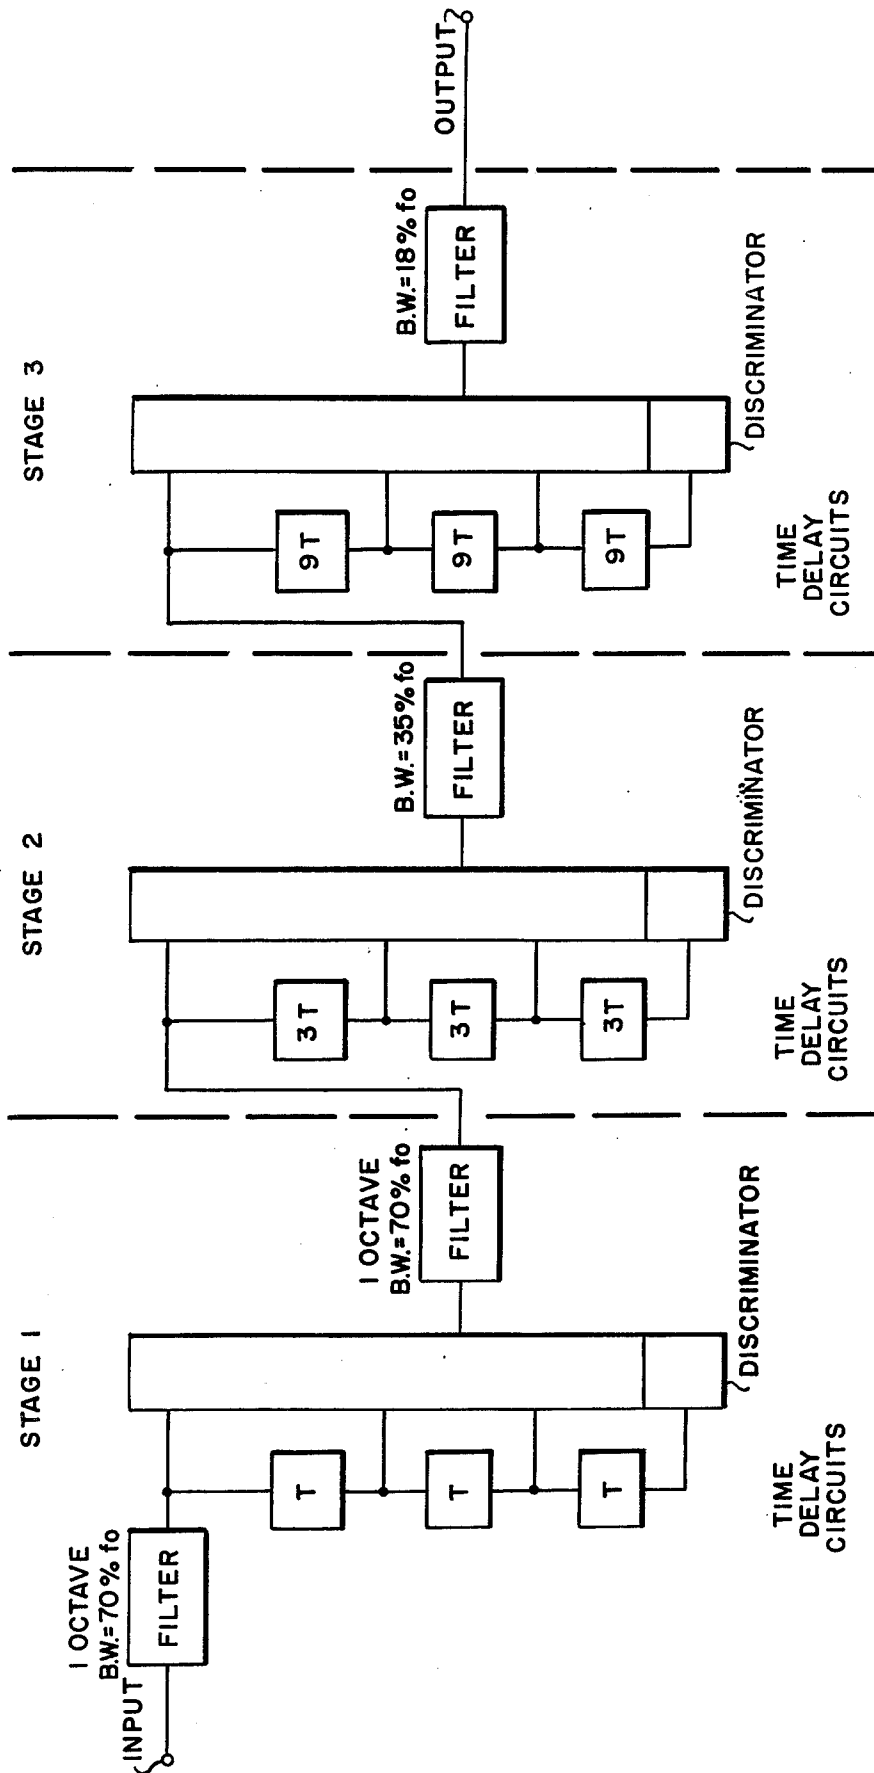 STAGE 1
STAGE 2
STAGE 3
INPUT
1 OCTAVE
B.W.=70% fo
FILTER
T
T
T
TIME
DELAY
CIRCUITS
DISCRIMINATOR
1 OCTAVE
B.W.=70% fo
FILTER
3T
3T
3T
TIME
DELAY
CIRCUITS
DISCRIMINATOR
B.W.=35% fo
FILTER
9T
9T
9T
TIME
DELAY
CIRCUITS
DISCRIMINATOR
B.W.=18% fo
FILTER
OUTPUT